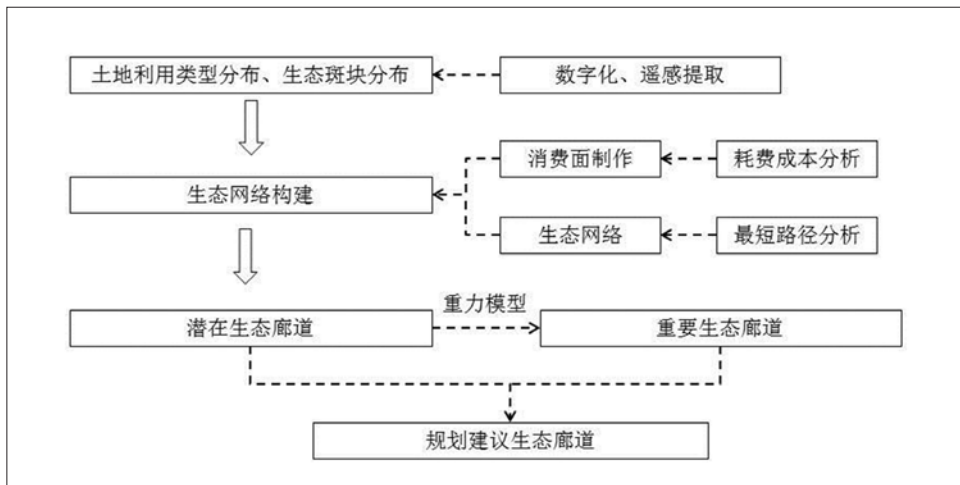 土地利用类型分布、生态斑块分布
数字化、遥感提取
消费面制作
耗费成本分析
生态网络构建
生态网络
最短路径分析
重力模型
潜在生态廊道
重要生态廊道
规划建议生态廊道